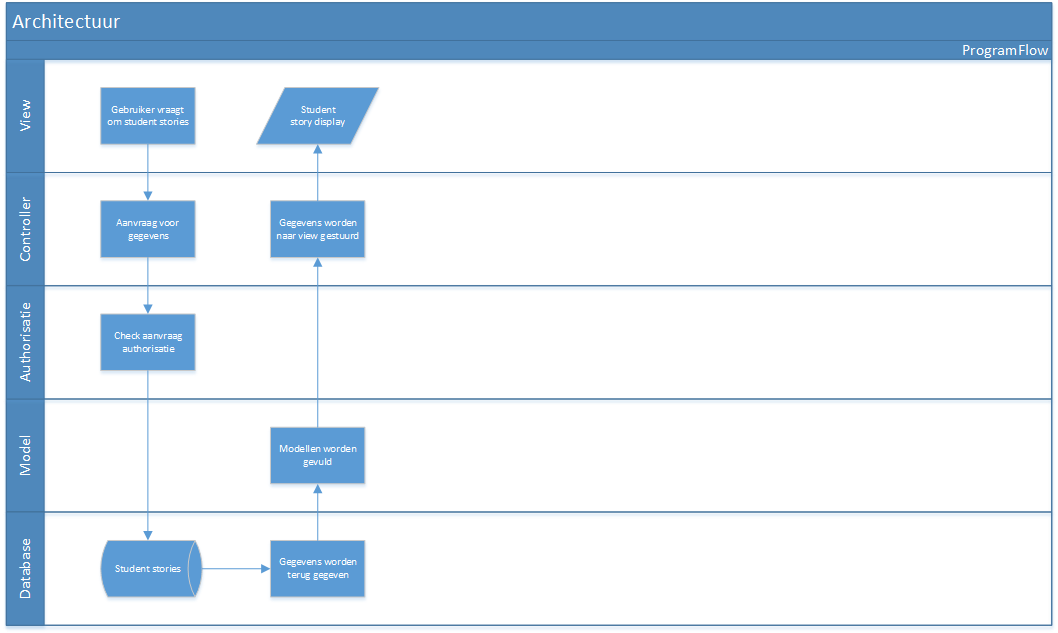 Architectuur
ProgramFlow
View
Gebruiker vraagt
om student stories
Student
story display
Controller
Aanvraag voor
gegevens
Gegevens worden
naar view gestuurd
Authorisatie
Check aanvraag
authorisatie
Model
Modellen worden
gevuld
Database
Student stories
Gegevens worden
terug gegeven